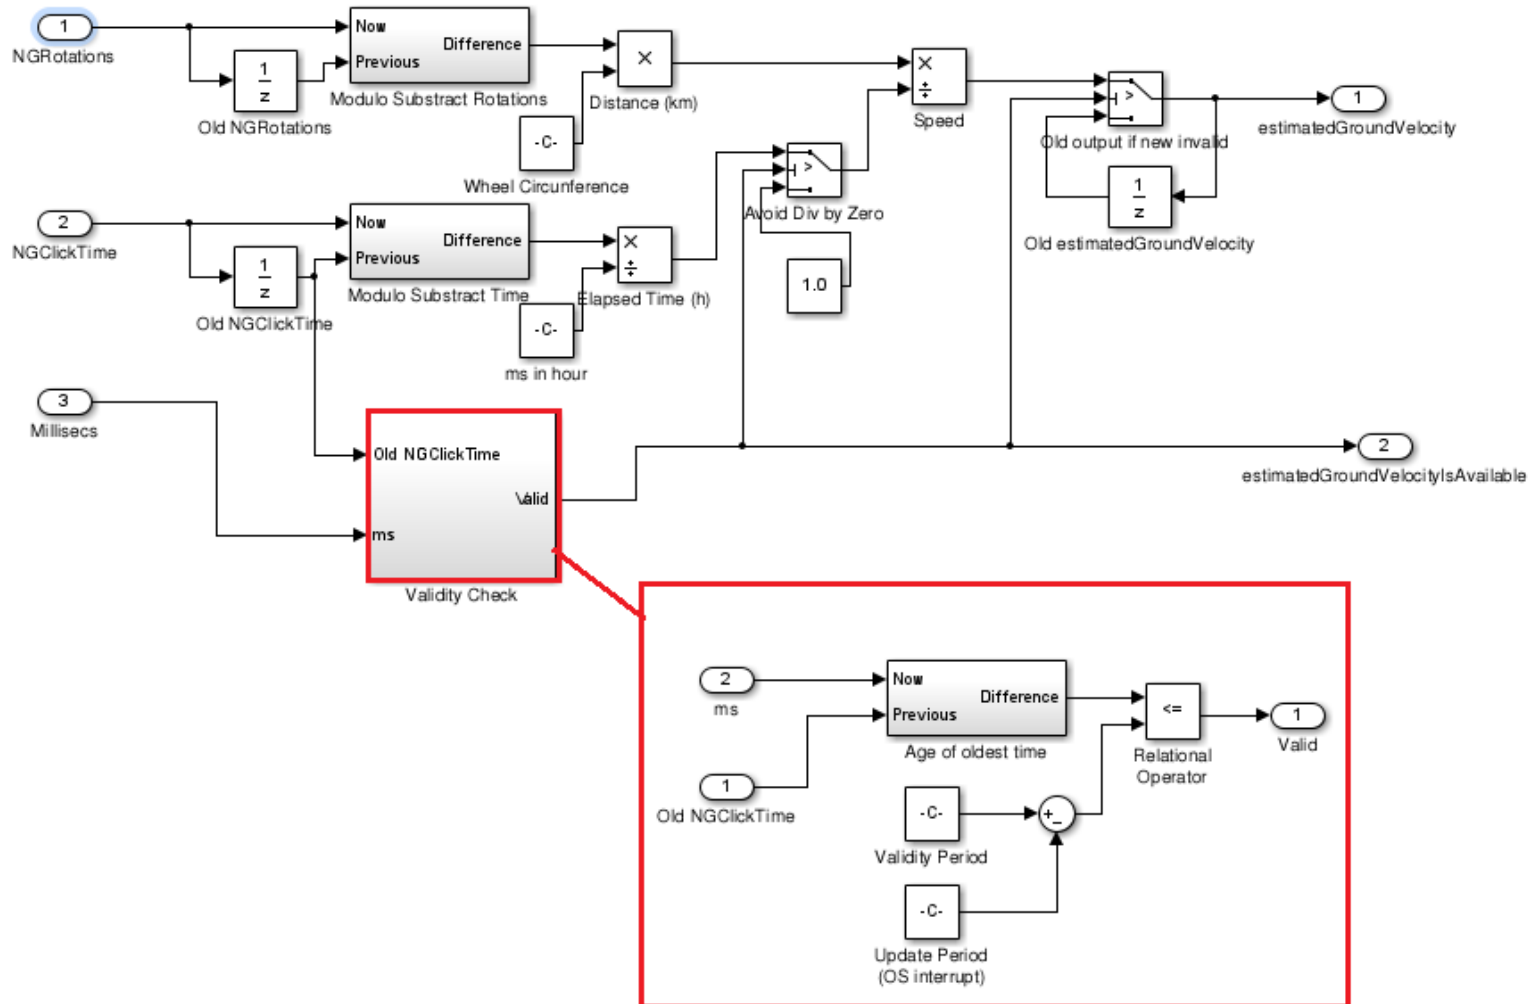 1
NGRotations
1
z
Old NGRotations
Now
Previous
Difference
Modulo Substract Rotations
×
Distance (km)
-C-
Wheel Circunference
×
÷
Speed
>
Old output if new invalid
1
estimatedGroundVelocity
1
z
Old estimatedGroundVelocity
>
Avoid Div by Zero
1.0
2
NGClickTime
1
z
Old NGClickTime
Now
Previous
Difference
Modulo Substract Time
×
÷
Elapsed Time (h)
-C-
ms in hour
3
Millisecs
Old NGClickTime
ms
Valid
Validity Check
2
estimatedGroundVelocityIsAvailable
2
ms
1
Old NGClickTime
Now
Previous
Difference
Age of oldest time
<=
Relational
Operator
1
Valid
-C-
Validity Period
+-
-C-
Update Period
(OS interrupt)